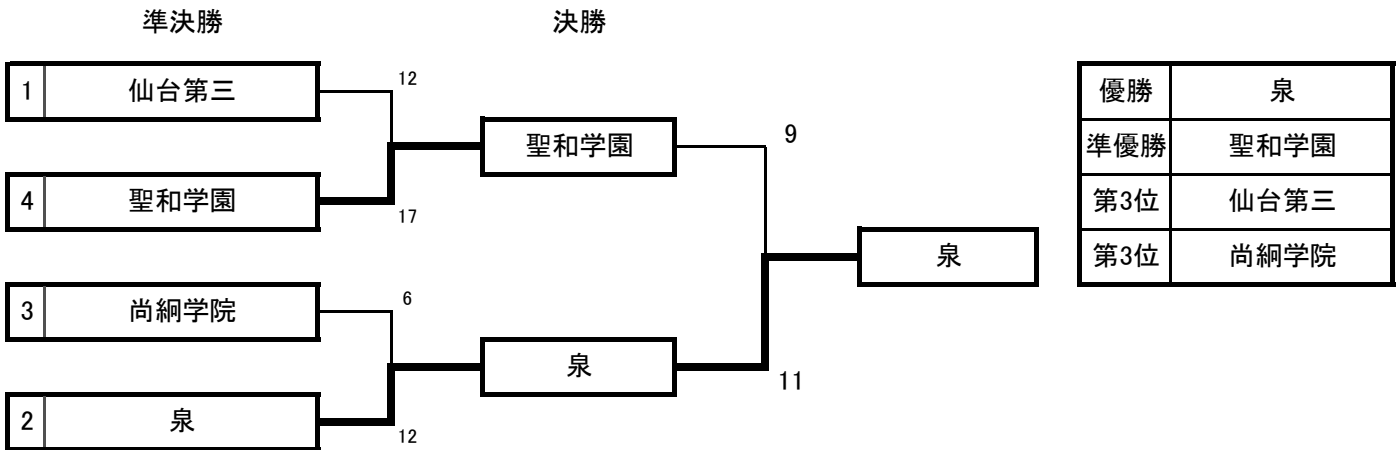 準決勝
決勝
1 仙台第三
12
4 聖和学園
17
聖和学園
9
3 尚絅学院
6
2 泉
12
泉
11
泉
優勝 泉
準優勝 聖和学園
第3位 仙台第三
第3位 尚絅学院